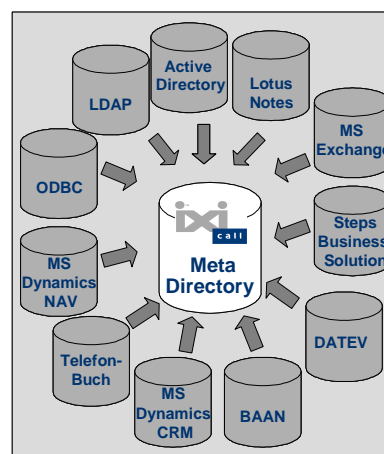 Active
Directory
Lotus
Notes
LDAP
MS
Exchange
ODBC
ixi
call
Meta
Directory
Steps
Business
Solution
MS
Dynamics
NAV
DATEV
Telefon-
Buch
MS
Dynamics
CRM
BAAN